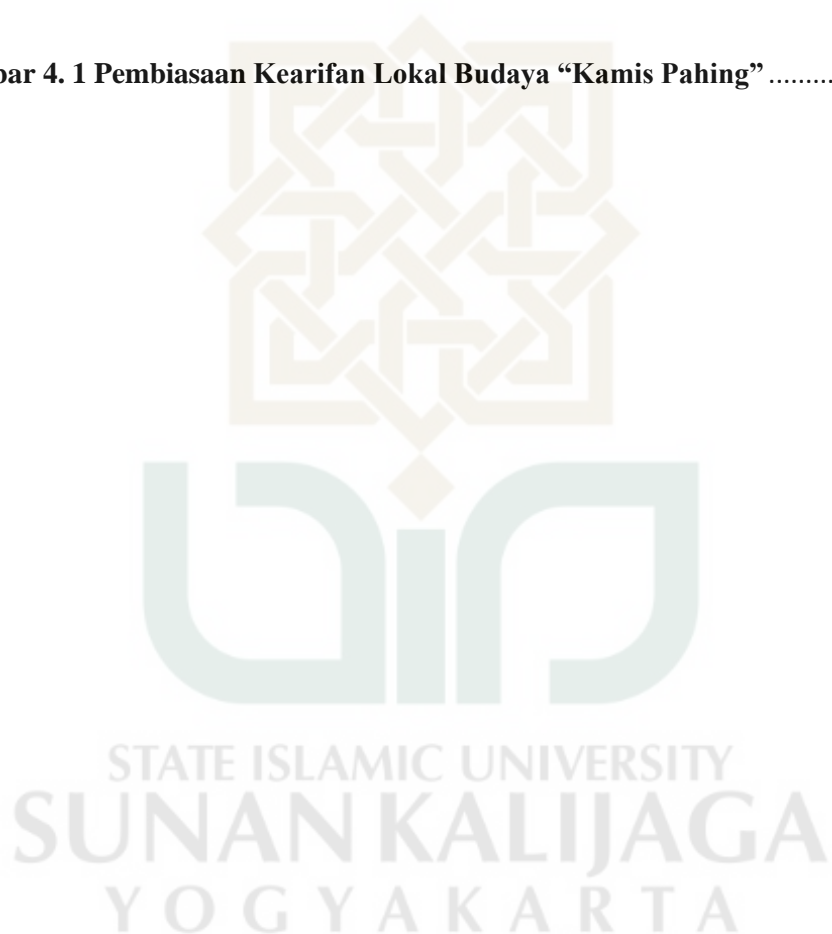 bar 4. 1 Pembiasaan Kearifan Lokal Budaya “Kamis Pahing” .........
STATE ISLAMIC UNIVERSITY
SUNAN KALIJAGA
YOGYAKARTA